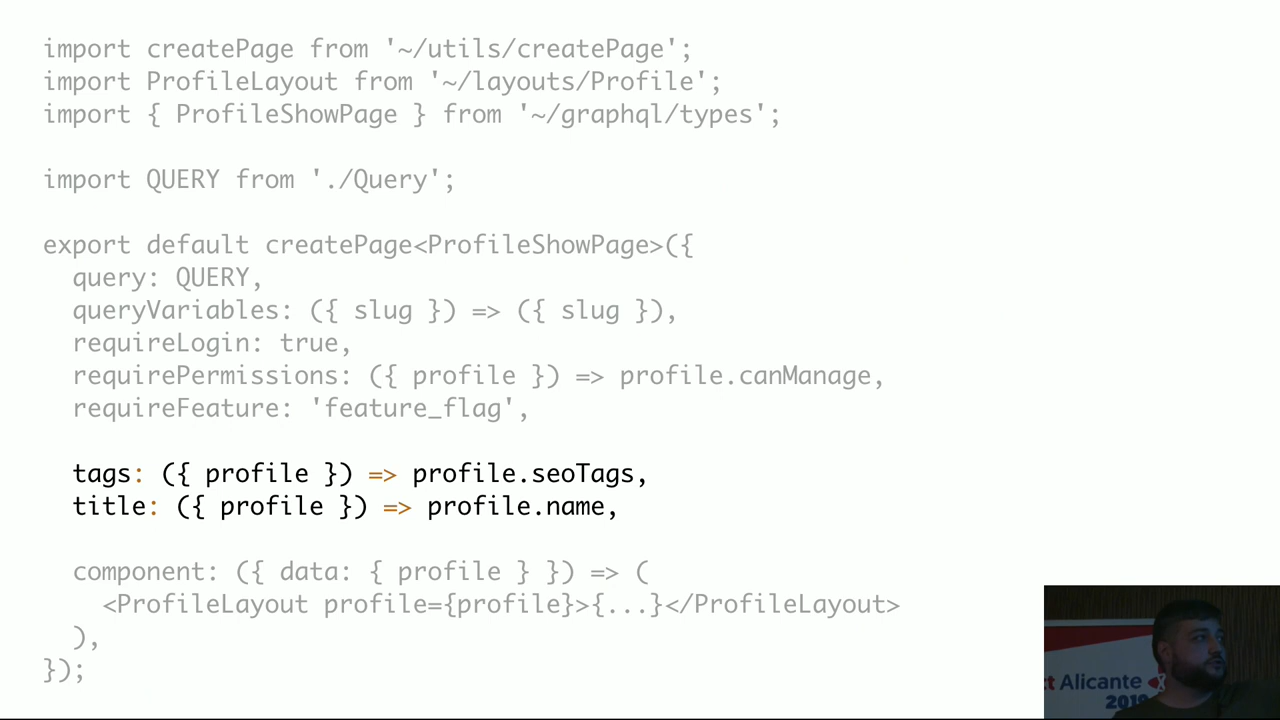 import createPage from '~/utils/createPage';
import ProfileLayout from '~/layouts/Profile';
import { ProfileShowPage } from '~/graphql/types';
import QUERY from './Query';
export default createPage<ProfileShowPage>({
query: QUERY,
queryVariables: ({ slug }) => ({ slug }),
requireLogin: true,
requirePermissions: ({ profile }) => profile.canManage,
requireFeature: 'feature_flag',
tags: ({ profile }) => profile.seoTags,
title: ({ profile }) => profile.name,
component: ({ data: { profile } }) => (
<ProfileLayout profile={profile}>{...}</ProfileLayout>
),
});
Alicante
2019